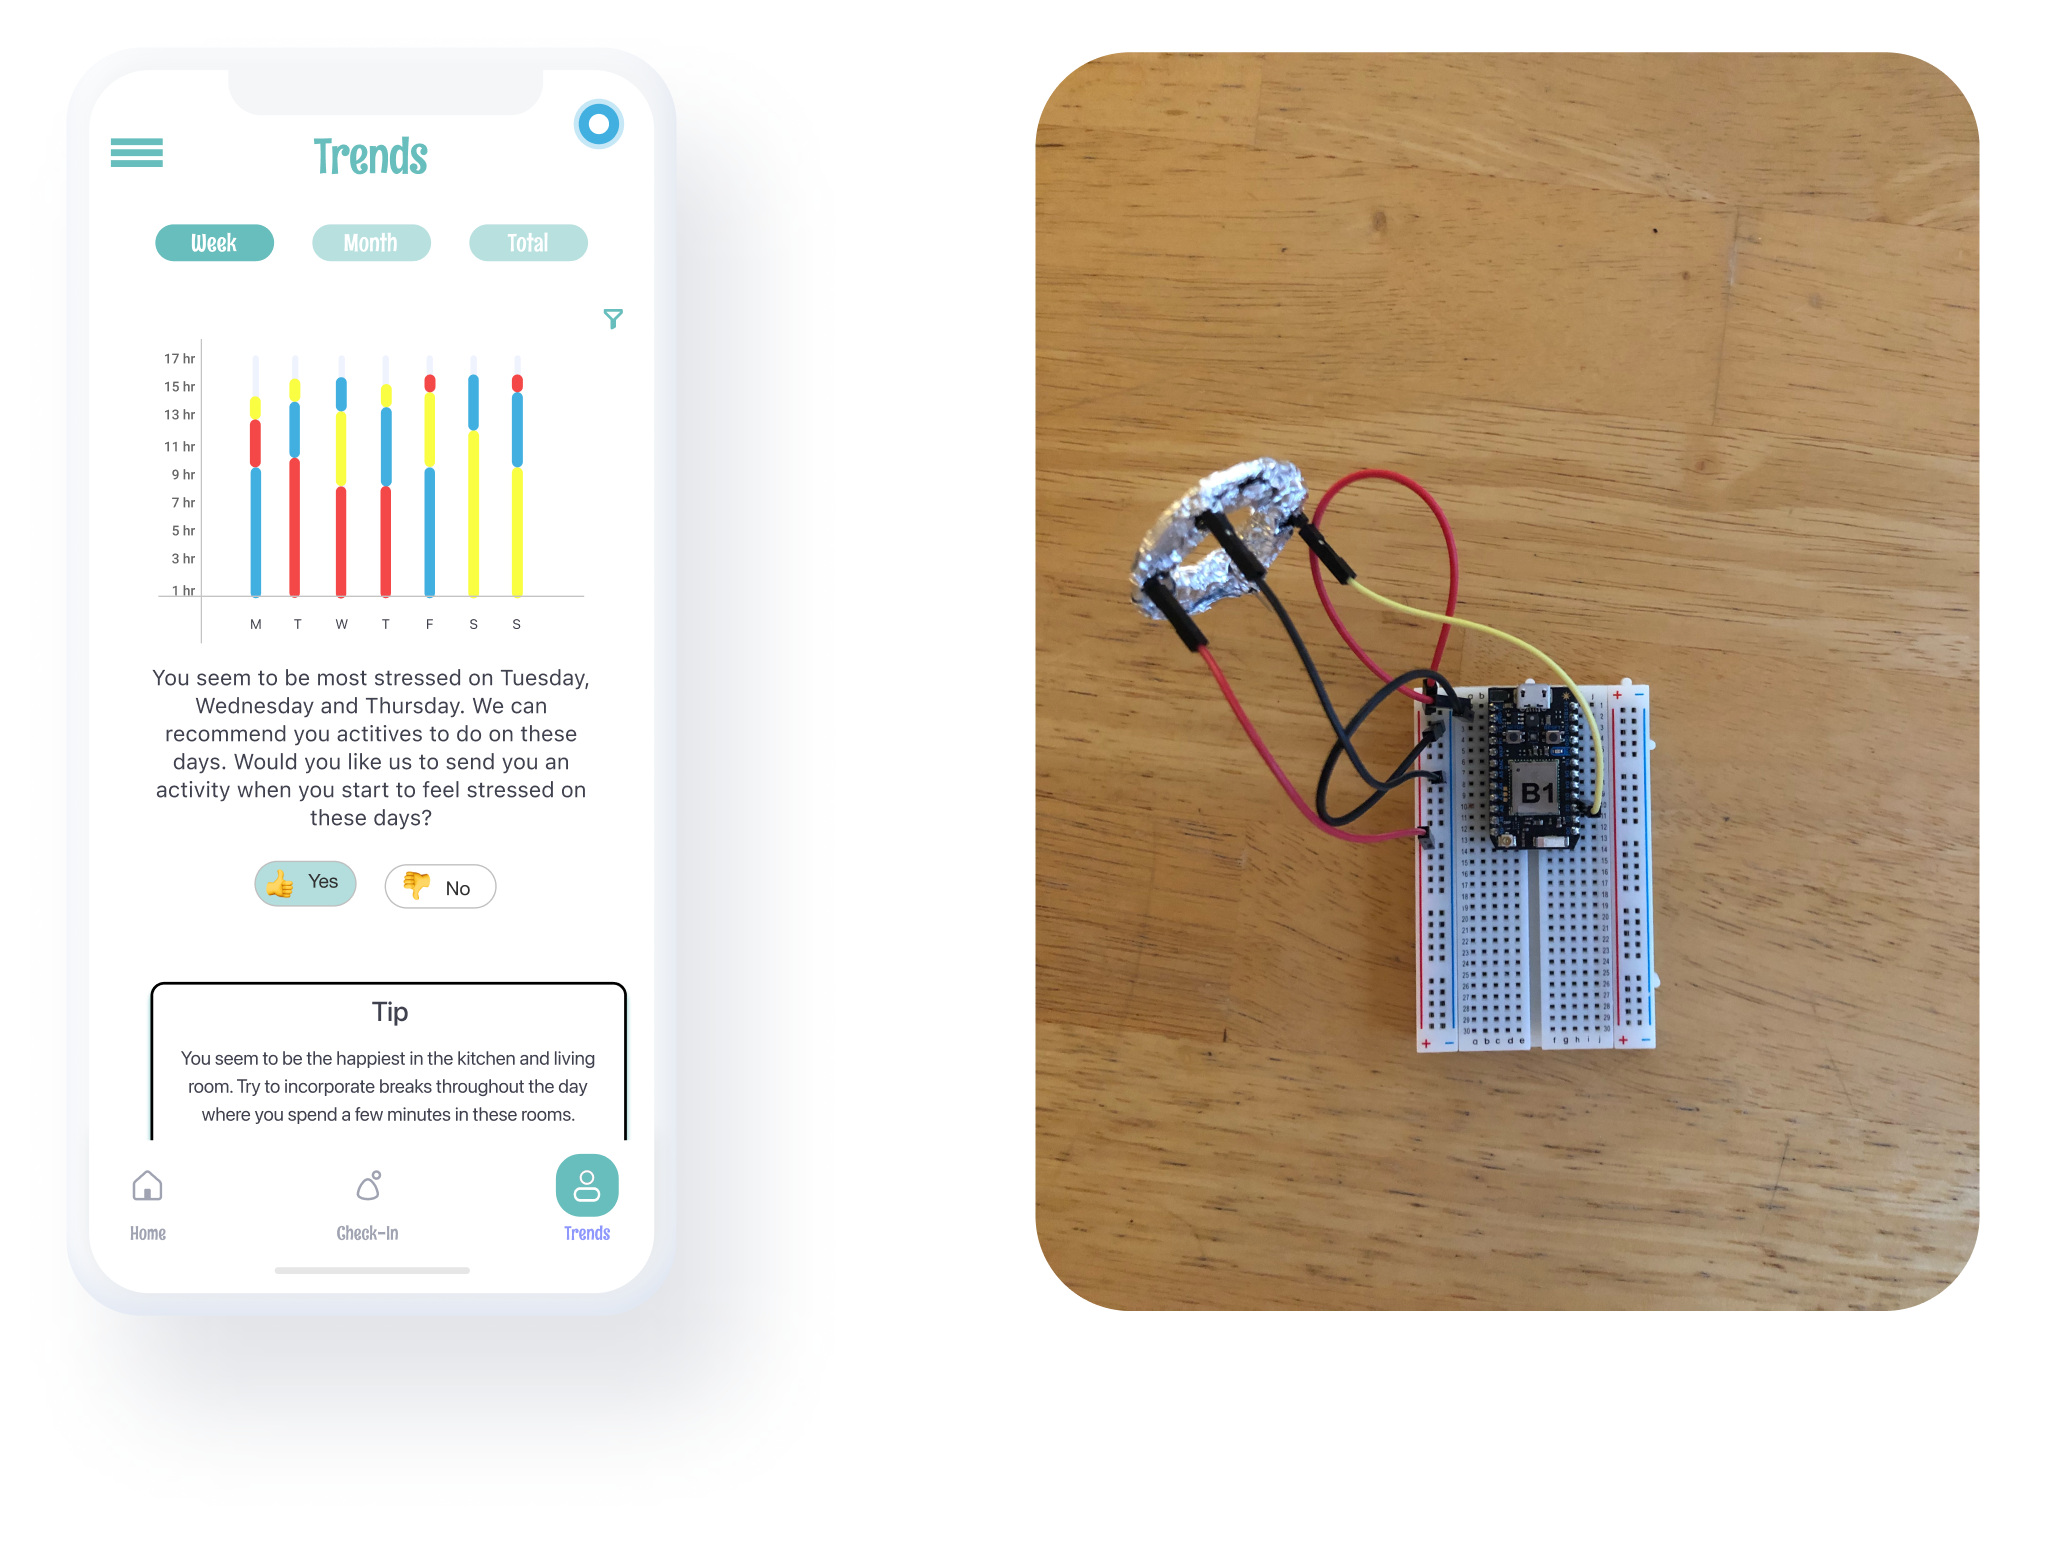 Trends
Week
Month
Total
17 hr
15 hr
13 hr
11 hr
9 hr
7 hr
5 hr
3 hr
1 hr
M T W T F S S
You seem to be most stressed on Tuesday,
Wednesday and Thursday. We can
recommend you actitives to do on these
days. Would you like us to send you an
activity when you start to feel stressed on
these days?
👍 Yes
👎 No
Tip
You seem to be the happiest in the kitchen and living
room. Try to incorporate breaks throughout the day
where you spend a few minutes in these rooms.
Home
Check-In
Trends
B1
+ −
a b c d e
f g h i j
+ −